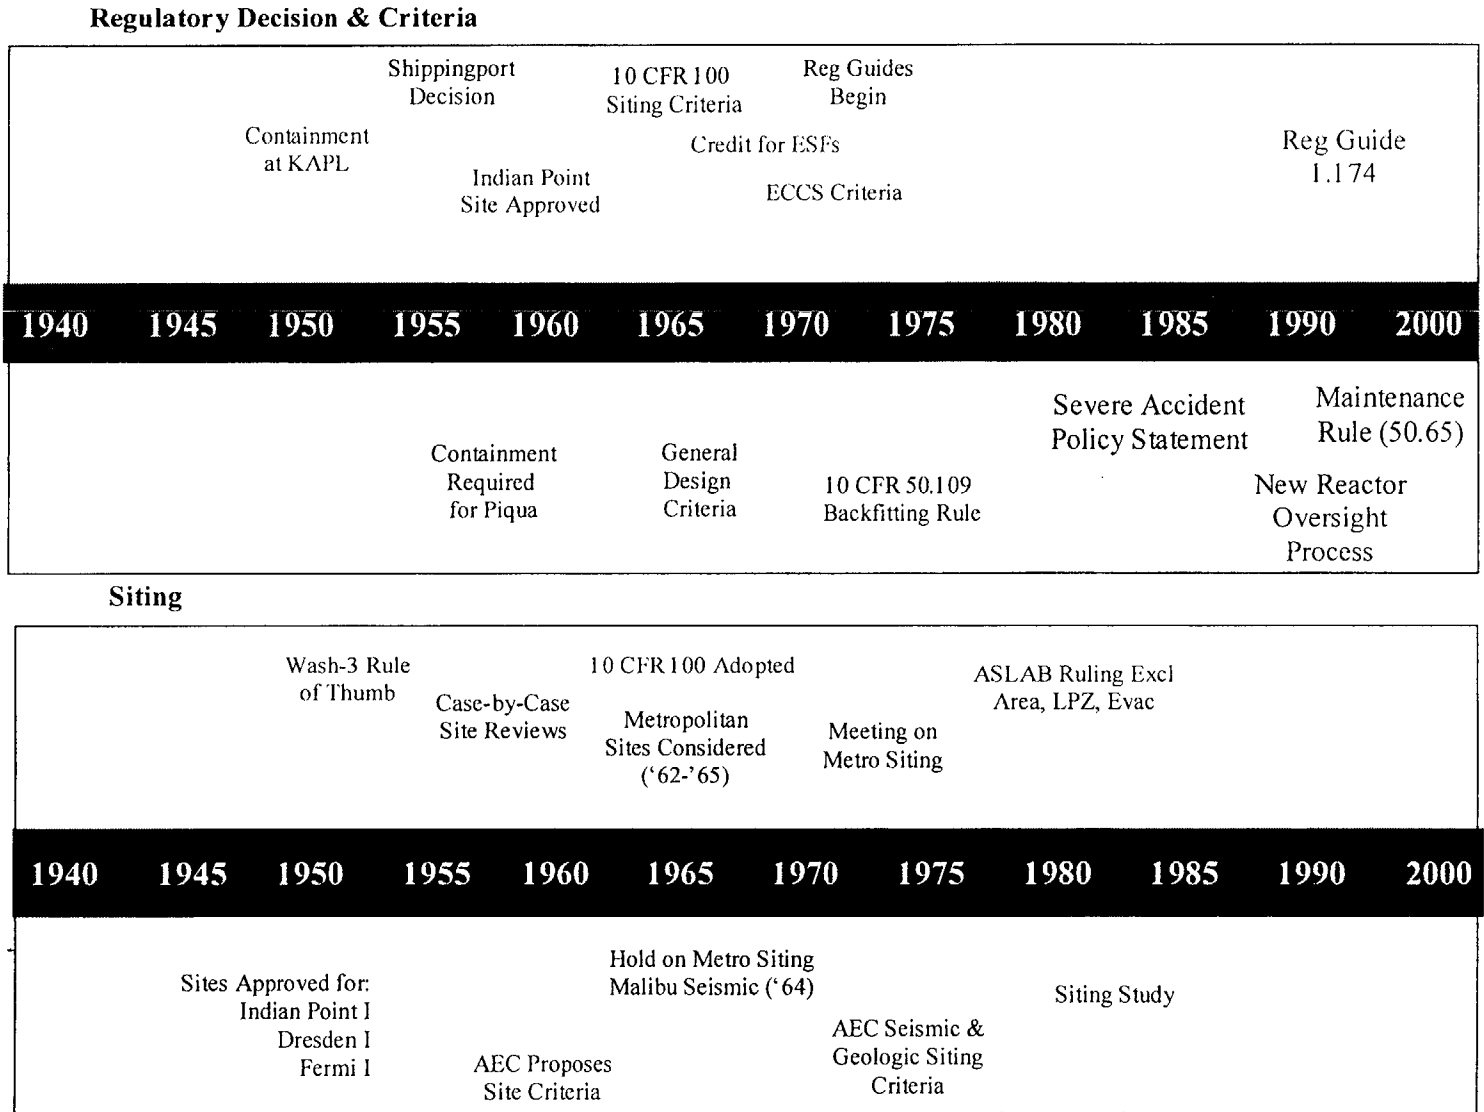 Regulatory Decision & Criteria
Shippingport
Decision
10 CFR 100
Siting Criteria
Reg Guides
Begin
Containment
at KAPL
Credit for ESFs
Reg Guide
1.174
Indian Point
Site Approved
ECCS Criteria
1940 1945 1950 1955 1960 1965 1970 1975 1980 1985 1990 2000
Severe Accident
Policy Statement
Maintenance
Rule (50.65)
Containment
Required
for Piqua
General
Design
Criteria
10 CFR 50.109
Backfitting Rule
New Reactor
Oversight
Process
Siting
Wash-3 Rule
of Thumb
10 CFR 100 Adopted
ASLAB Ruling Excl
Area, LPZ, Evac
Case-by-Case
Site Reviews
Metropolitan
Sites Considered
(‘62-’65)
Meeting on
Metro Siting
1940 1945 1950 1955 1960 1965 1970 1975 1980 1985 1990 2000
Sites Approved for:
Indian Point I
Dresden I
Fermi I
Hold on Metro Siting
Malibu Seismic (‘64)
Siting Study
AEC Proposes
Site Criteria
AEC Seismic &
Geologic Siting
Criteria